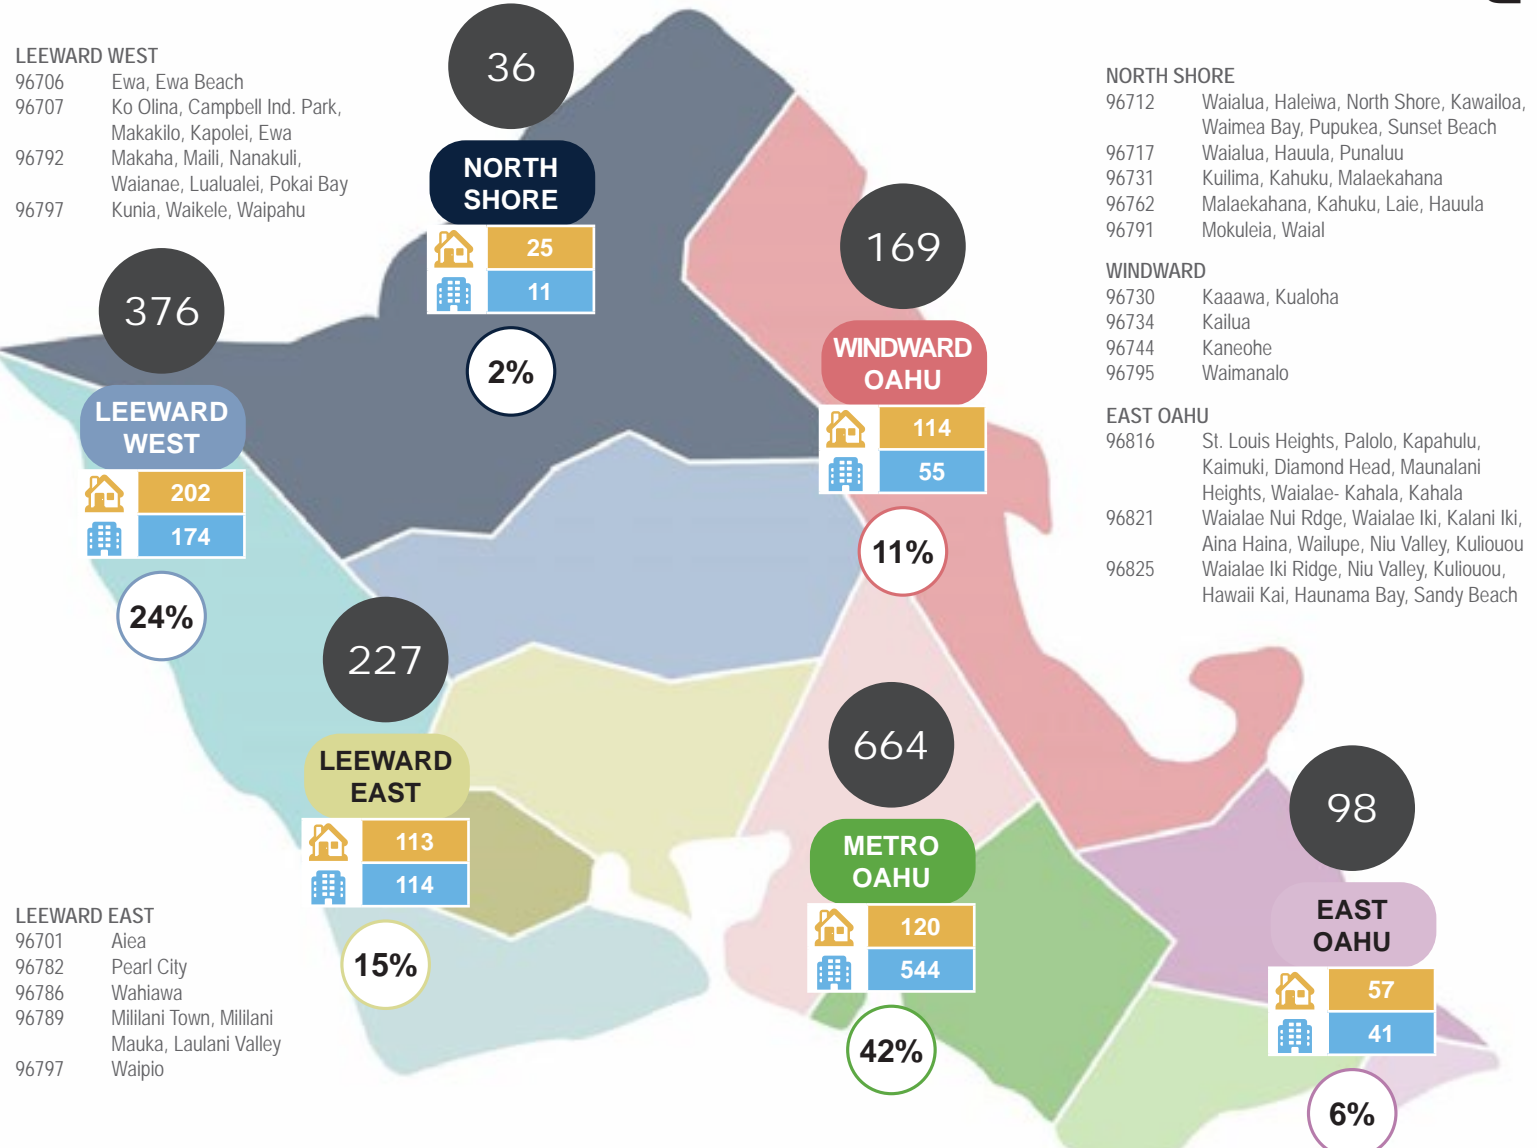 LEEWARD WEST
96706 Ewa, Ewa Beach
96707 Ko Olina, Campbell Ind. Park,
Makakilo, Kapolei, Ewa
96792 Makaha, Maili, Nanakuli,
Waianae, Lualualei, Pokai Bay
96797 Kunia, Waikele, Waipahu
36
NORTH
SHORE
25
11
2%
NORTH SHORE
96712 Waialua, Haleiwa, North Shore, Kawailoa,
Waimea Bay, Pupukea, Sunset Beach
96717 Waialua, Hauula, Punaluu
96731 Kuilima, Kahuku, Malaekahana
96762 Malaekahana, Kahuku, Laie, Hauula
96791 Mokuleia, Waial
WINDWARD
96730 Kaaawa, Kualoha
96734 Kailua
96744 Kaneohe
96795 Waimanalo
EAST OAHU
96816 St. Louis Heights, Palolo, Kapahulu,
Kaimuki, Diamond Head, Maunalani
Heights, Waialae- Kahala, Kahala
96821 Waialae Nui Rdge, Waialae Iki, Kalani Iki,
Aina Haina, Wailupe, Niu Valley, Kuliouou
96825 Waialae Iki Ridge, Niu Valley, Kuliouou,
Hawaii Kai, Haunama Bay, Sandy Beach
169
WINDWARD
OAHU
114
55
11%
376
LEEWARD
WEST
202
174
24%
227
LEEWARD
EAST
113
114
15%
664
METRO
OAHU
120
544
42%
98
EAST
OAHU
57
41
6%
LEEWARD EAST
96701 Aiea
96782 Pearl City
96786 Wahiawa
96789 Mililani Town, Mililani
Mauka, Laulani Valley
96797 Waipio